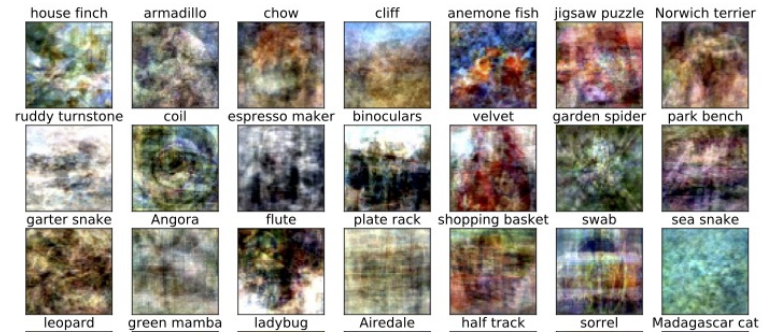 house finch armadillo chow cliff anemone fish jigsaw puzzle Norwich terrier
ruddy turnstone coil espresso maker binoculars velvet garden spider park bench
garter snake Angora flute plate rack shopping basket swab sea snake
leopard green mamba ladybug Airedale half track sorrel Madagascar cat